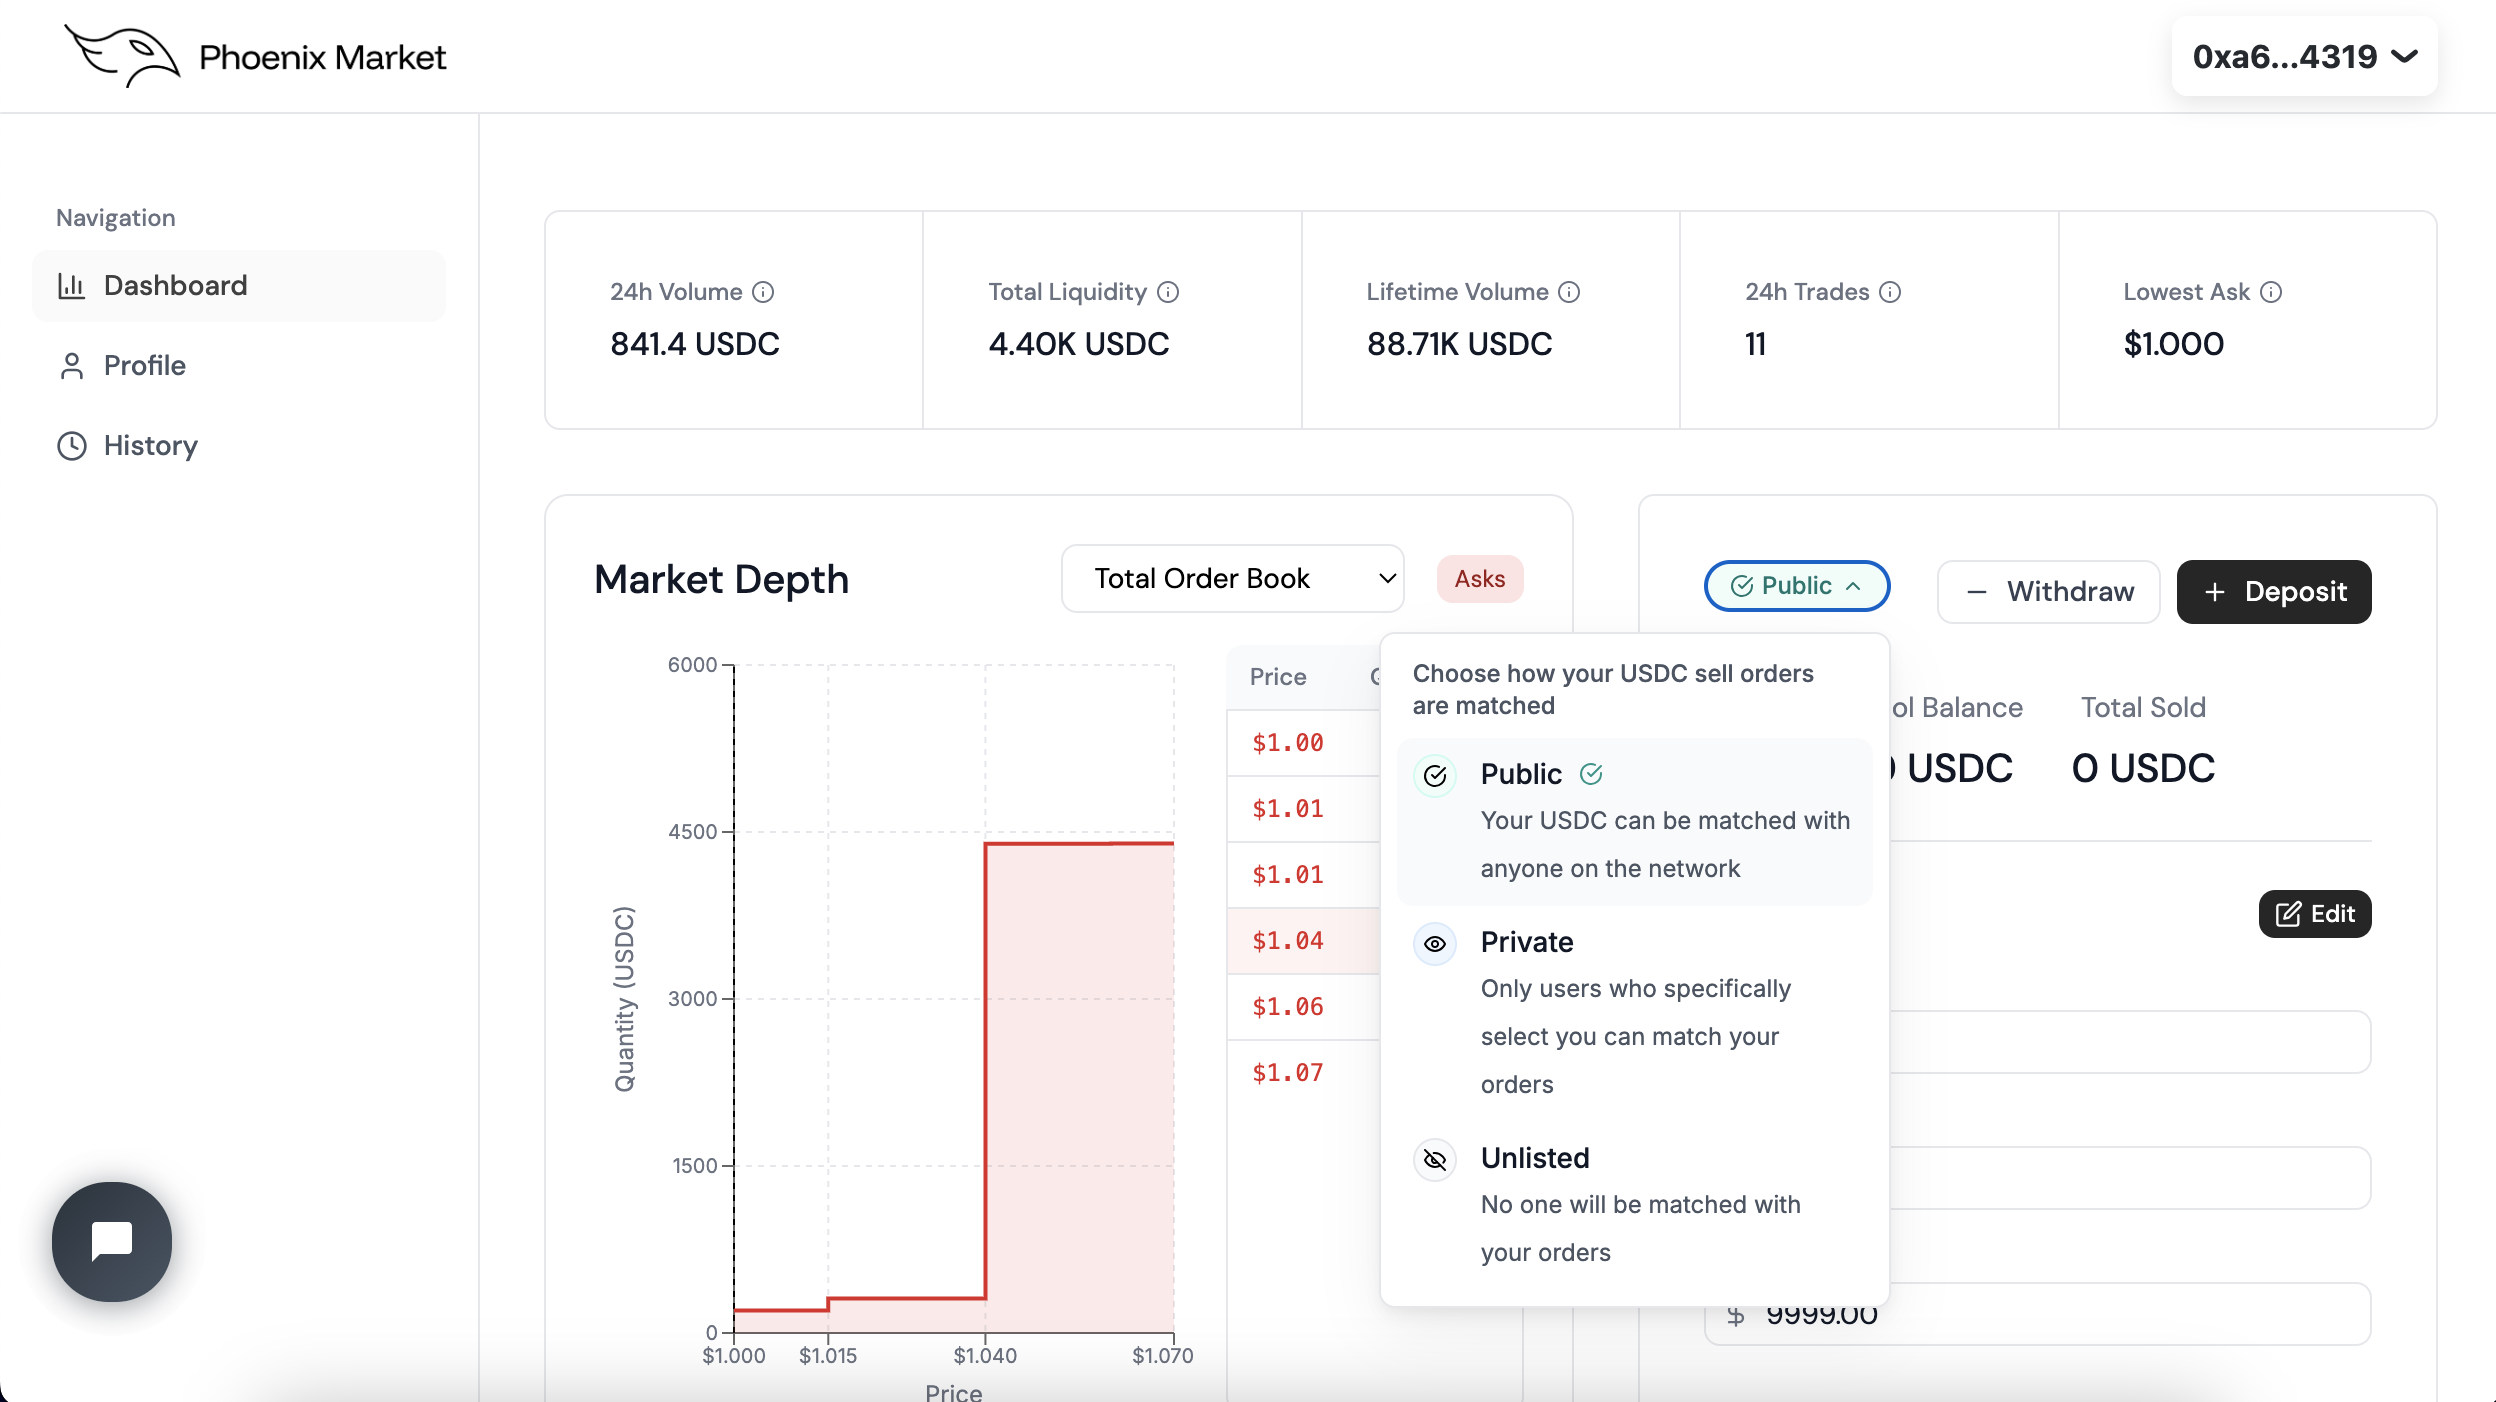 Phoenix Market
0xa6...4319
Navigation
Dashboard
Profile
History
24h Volume
841.4 USDC
Total Liquidity
4.40K USDC
Lifetime Volume
88.71K USDC
24h Trades
11
Lowest Ask
$1.000
Market Depth
Total Order Book
Asks
6000
4500
3000
1500
0
Quantity (USDC)
$1.000
$1.015
$1.040
$1.070
Price
Price
$1.00
$1.01
$1.01
$1.04
$1.06
$1.07
Public
Withdraw
Deposit
Choose how your USDC sell orders
are matched
Public
Your USDC can be matched with
anyone on the network
Private
Only users who specifically
select you can match your
orders
Unlisted
No one will be matched with
your orders
Balance
USDC
Total Sold
0 USDC
Edit
$ 9999.00